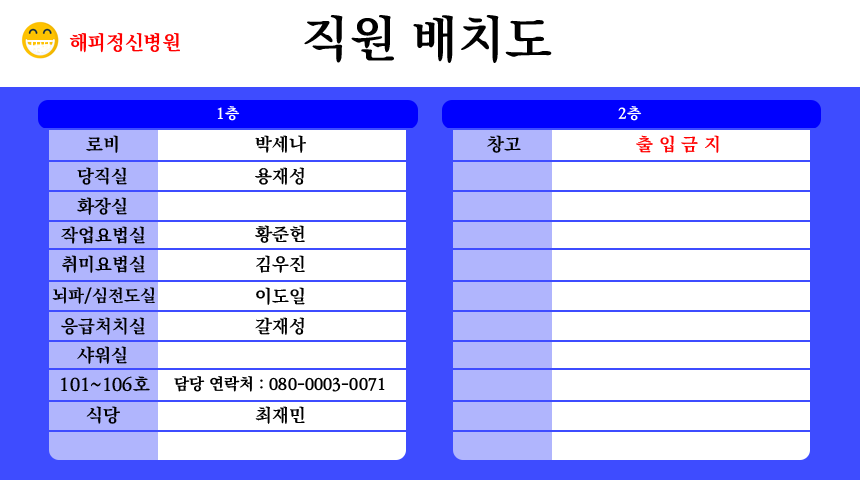 해피정신병원
직원 배치도
1층
로비 박세나
당직실 용재성
화장실
작업요법실 황준헌
취미요법실 김우진
뇌파/심전도실 이도일
응급처치실 갈재성
샤워실
101~106호 담당 연락처 : 080-0003-0071
식당 최재민
2층
창고 출 입 금 지